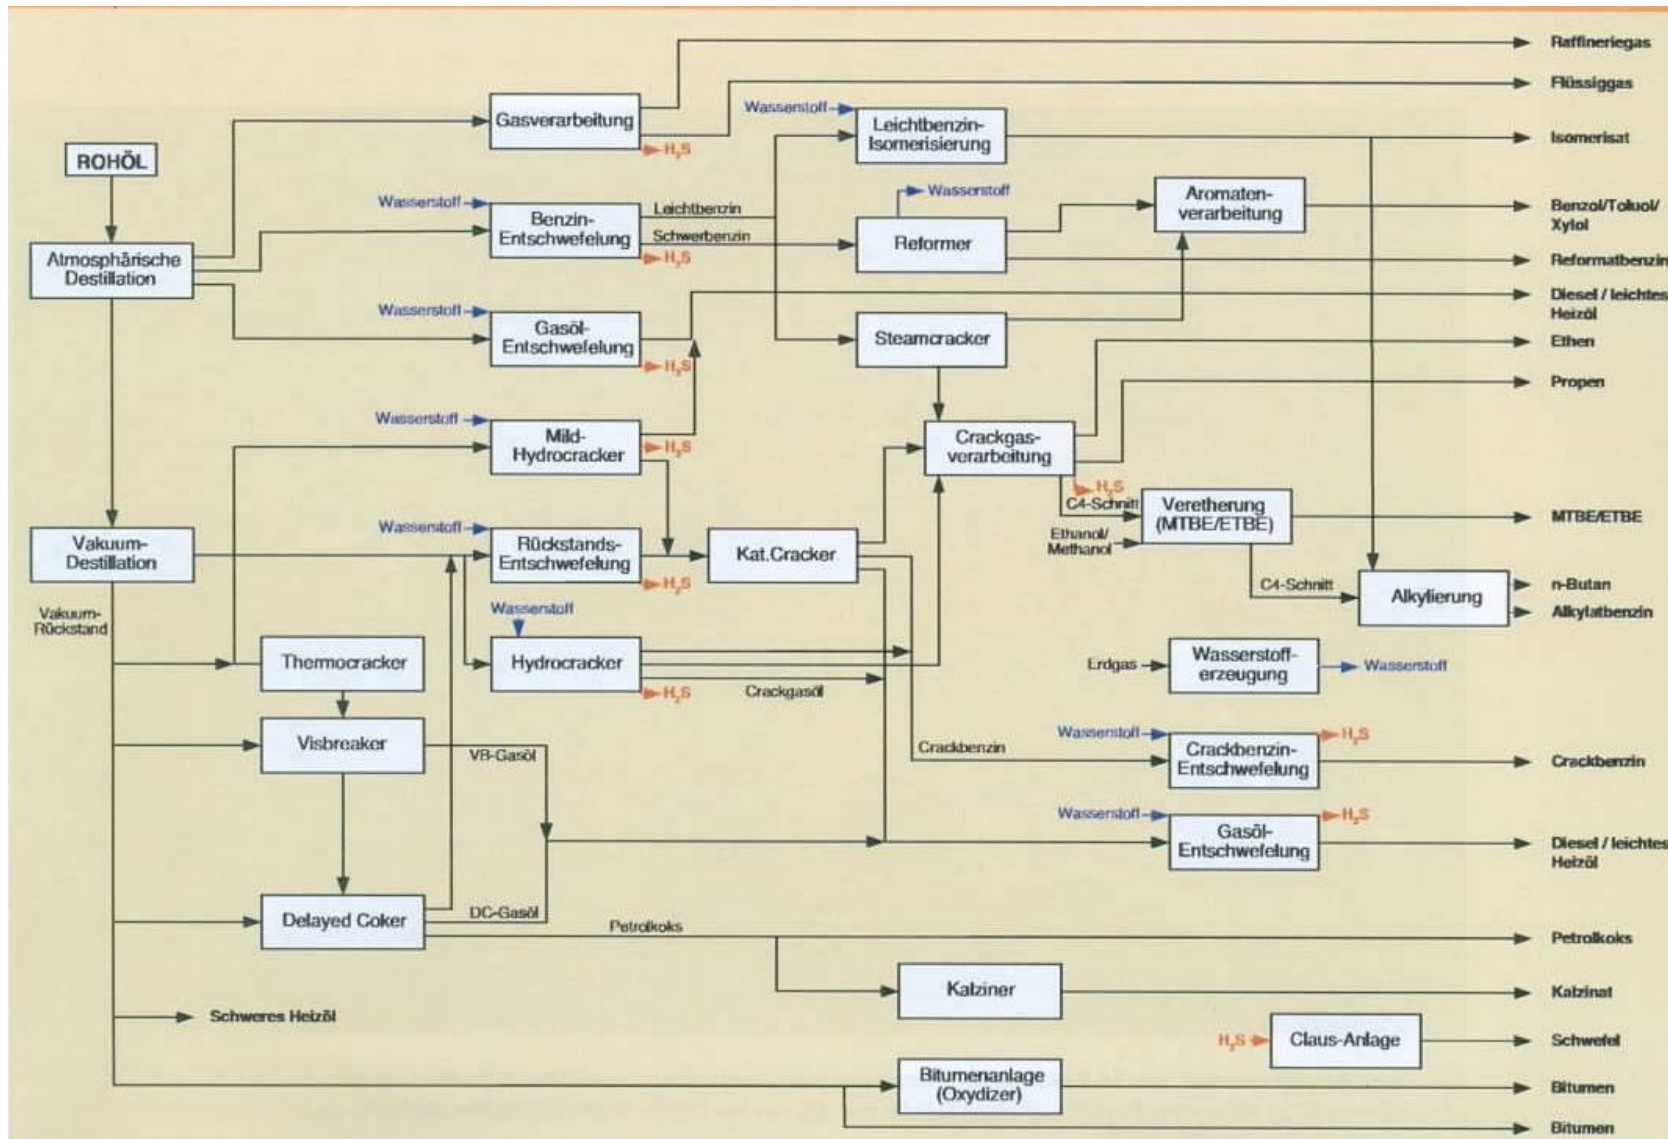 Raffineriegas
Flüssiggas
Gasverarbeitung
H₂S
Wasserstoff
Leichtbenzin-
Isomerisierung
Isomerisat
ROHÖL
Wasserstoff
Benzin-
Entschwefelung
H₂S
Leichtbenzin
Schwerbenzin
Wasserstoff
Reformer
Aromaten-
verarbeitung
Benzol/Toluol/
Xylol
Reformatbenzin
Atmosphärische
Destillation
Wasserstoff
Gasöl-
Entschwefelung
H₂S
Diesel / leichtes
Heizöl
Steamcracker
Ethen
Propen
Wasserstoff
Mild-
Hydrocracker
H₂S
Crackgas-
verarbeitung
H₂S
C4-Schnitt
Ethanol/
Methanol
Veretherung
(MTBE/ETBE)
MTBE/ETBE
Vakuum-
Destillation
Wasserstoff
Rückstands-
Entschwefelung
H₂S
Kat.Cracker
C4-Schnitt
Alkylierung
n-Butan
Alkylatbenzin
Vakuum-
Rückstand
Thermocracker
Wasserstoff
Hydrocracker
H₂S
Crackgasöl
Erdgas
Wasserstoff-
erzeugung
Wasserstoff
Visbreaker
VB-Gasöl
Crackbenzin
Wasserstoff
H₂S
Crackbenzin-
Entschwefelung
Crackbenzin
Wasserstoff
H₂S
Gasöl-
Entschwefelung
Diesel / leichtes
Heizöl
Delayed Coker
DC-Gasöl
Petrolkoks
Petrolkoks
Kalziner
Kalzinat
Schweres Heizöl
H₂S
Claus-Anlage
Schwefel
Bitumenanlage
(Oxydizer)
Bitumen
Bitumen